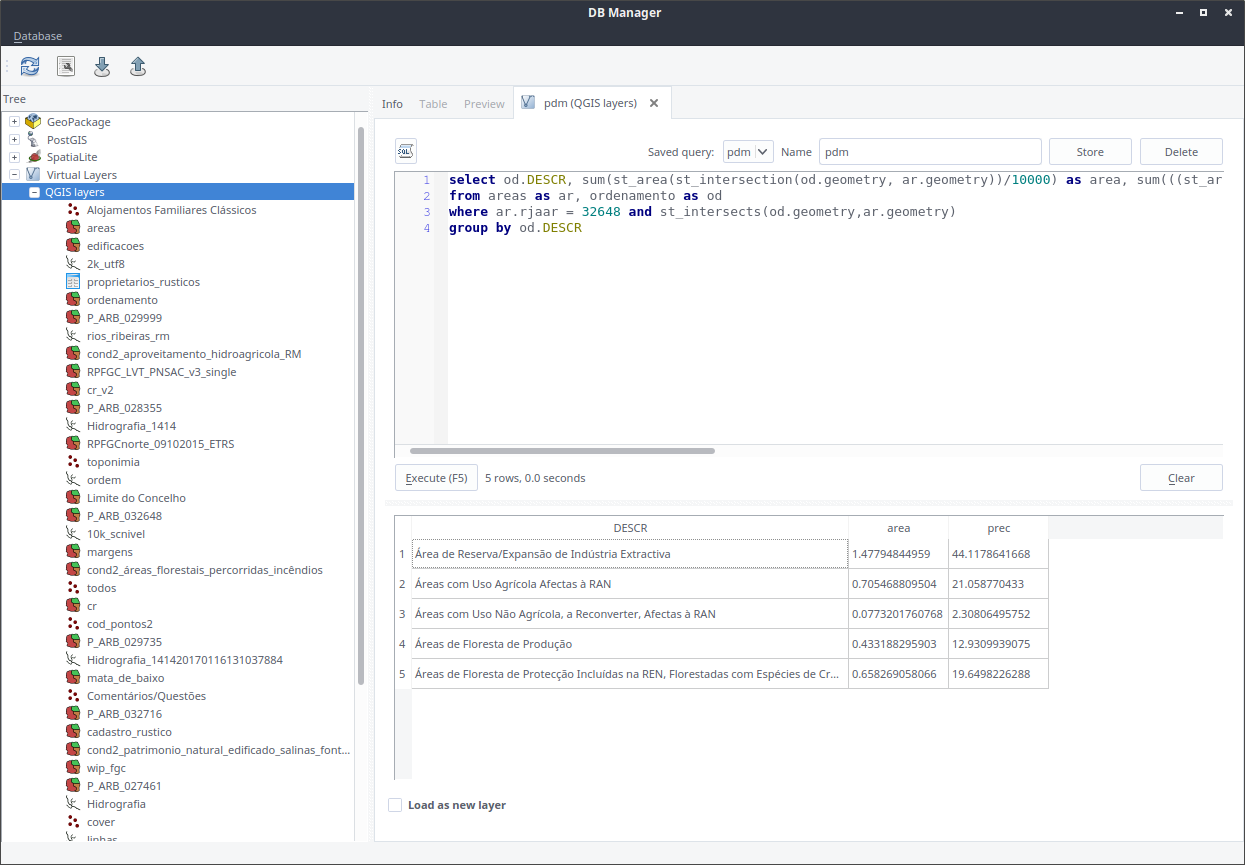 DB Manager
Database
Tree
GeoPackage
PostGIS
SpatiaLite
Virtual Layers
QGIS layers
Alojamentos Familiares Clássicos
areas
edificacoes
2k_utf8
proprietarios_rusticos
ordenamento
P_ARB_029999
rios_ribeiras_rm
cond2_aproveitamento_hidroagricola_RM
RPFGC_LVT_PNSAC_v3_single
cr_v2
P_ARB_028355
Hidrografia_1414
RPFGCnorte_09102015_ETRS
toponimia
ordem
Limite do Concelho
P_ARB_032648
10k_scnivel
margens
cond2_áreas_florestais_percorridas_incêndios
todos
cr
cod_pontos2
P_ARB_029735
Hidrografia_141420170116131037884
mata_de_baixo
Comentários/Questões
P_ARB_032716
cadastro_rustico
cond2_patrimonio_natural_edificado_salinas_font...
wip_fgc
P_ARB_027461
Hidrografia
cover
linhas
Info Table Preview pdm (QGIS layers)
SQL Saved query: pdm Name pdm Store Delete
1 select od.DESCR, sum(st_area(st_intersection(od.geometry, ar.geometry))/10000) as area, sum(((st_ar
2 from areas as ar, ordenamento as od
3 where ar.rjaar = 32648 and st_intersects(od.geometry,ar.geometry)
4 group by od.DESCR
Execute (F5) 5 rows, 0.0 seconds Clear
DESCR area prec
1 Área de Reserva/Expansão de Indústria Extractiva 1.47794844959 44.1178641668
2 Áreas com Uso Agrícola Afectas à RAN 0.705468809504 21.058770433
3 Áreas com Uso Não Agrícola, a Reconverter, Afectas à RAN 0.0773201760768 2.30806495752
4 Áreas de Floresta de Produção 0.433188295903 12.9309939075
5 Áreas de Floresta de Protecção Incluídas na REN, Florestadas com Espécies de Cr... 0.658269058066 19.6498226288
Load as new layer